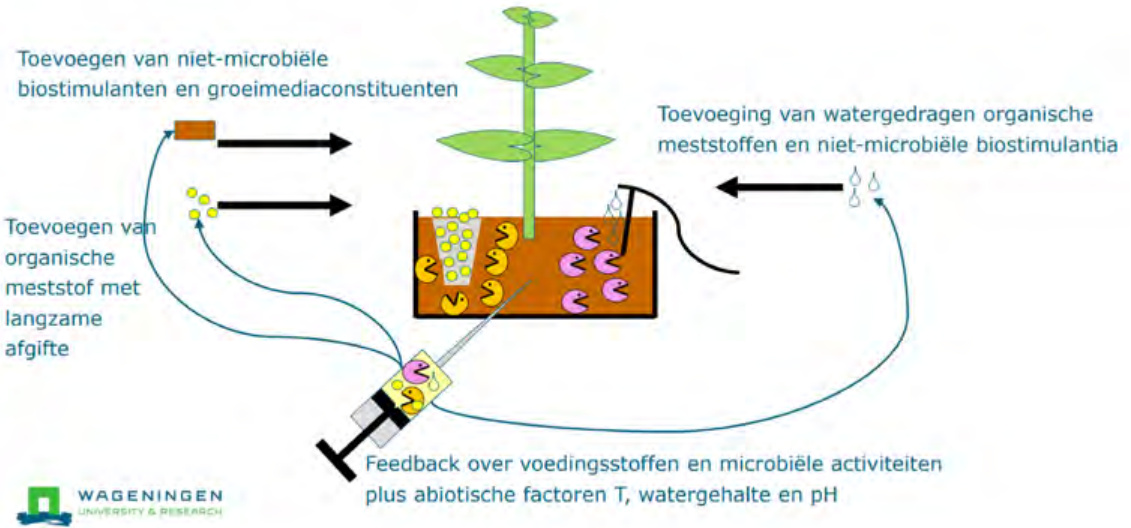 Toevoegen van niet-microbiële
biostimulanten en groeimediaconstituenten
Toevoeging van watergedragen organische
meststoffen en niet-microbiële biostimulantia
Toevoegen van
organische
meststof met
langzame
afgifte
Feedback over voedingsstoffen en microbiële activiteiten
plus abiotische factoren T, watergehalte en pH
WAGENINGEN
UNIVERSITY & RESEARCH